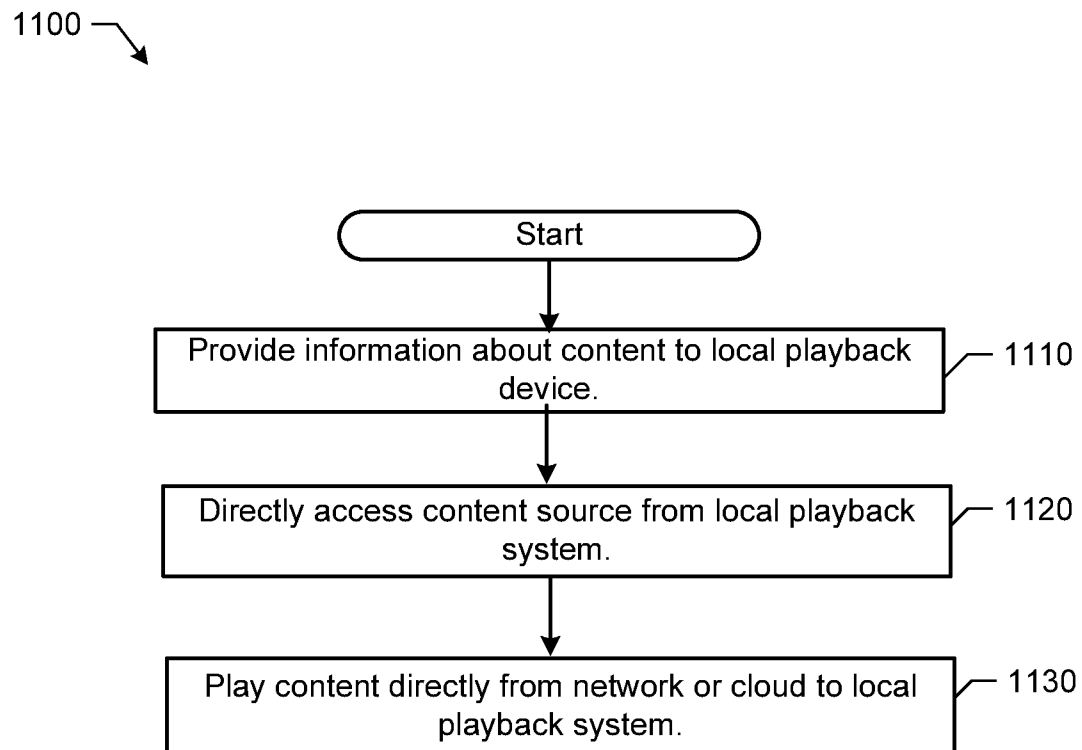 1100
Start
Provide information about content to local playback
device.
1110
Directly access content source from local playback
system.
1120
Play content directly from network or cloud to local
playback system.
1130